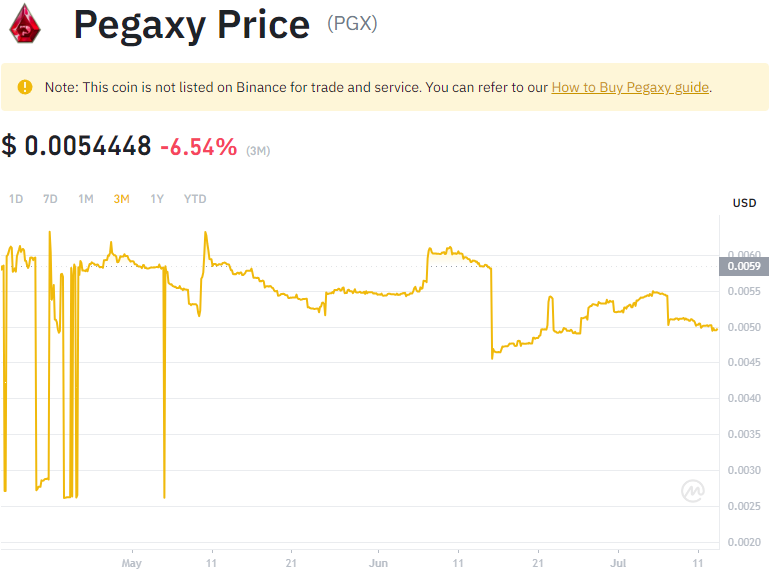 Pegaxy Price (PGX)
Note: This coin is not listed on Binance for trade and service. You can refer to our How to Buy Pegaxy guide.
$ 0.0054448 -6.54% (3M)
1D 7D 1M 3M 1Y YTD
USD
0.0060
0.0059
0.0055
0.0050
0.0045
0.0040
0.0035
0.0030
0.0025
0.0020
May 11 21 Jun 11 21 Jul 11